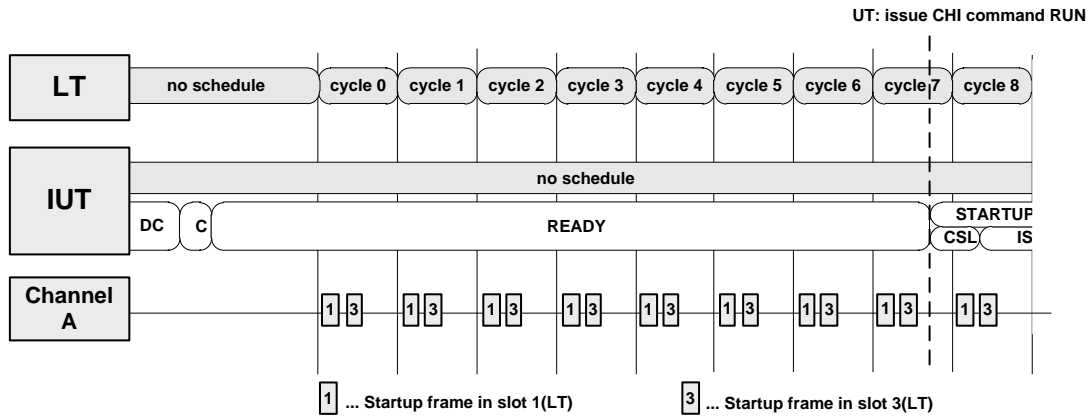 UT: issue CHI command RUN
LT
no schedule
cycle 0
cycle 1
cycle 2
cycle 3
cycle 4
cycle 5
cycle 6
cycle 7
cycle 8
IUT
no schedule
DC
C
READY
STARTUP
CSL
IS
Channel
A
1 3 1 3 1 3 1 3 1 3 1 3 1 3 1 3 1 3
1 ... Startup frame in slot 1(LT)
3 ... Startup frame in slot 3(LT)